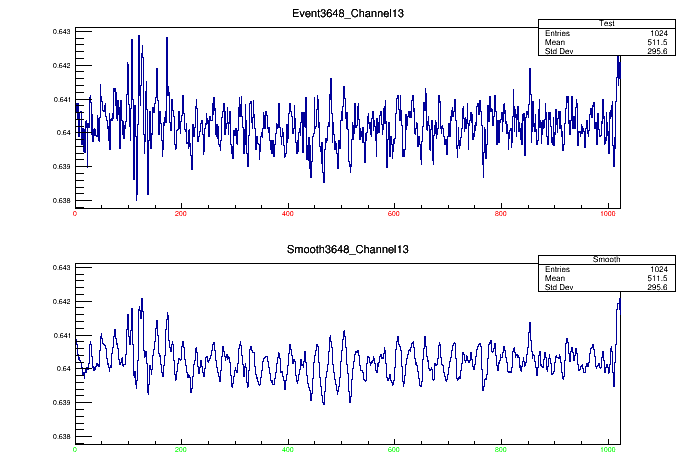 Event3648_Channel13
Test
Entries 1024
Mean 511.5
Std Dev 295.6
0.643
0.642
0.641
0.64
0.639
0.638
0 200 400 600 800 1000
Smooth3648_Channel13
Smooth
Entries 1024
Mean 511.5
Std Dev 295.6
0.643
0.642
0.641
0.64
0.639
0.638
0 200 400 600 800 1000